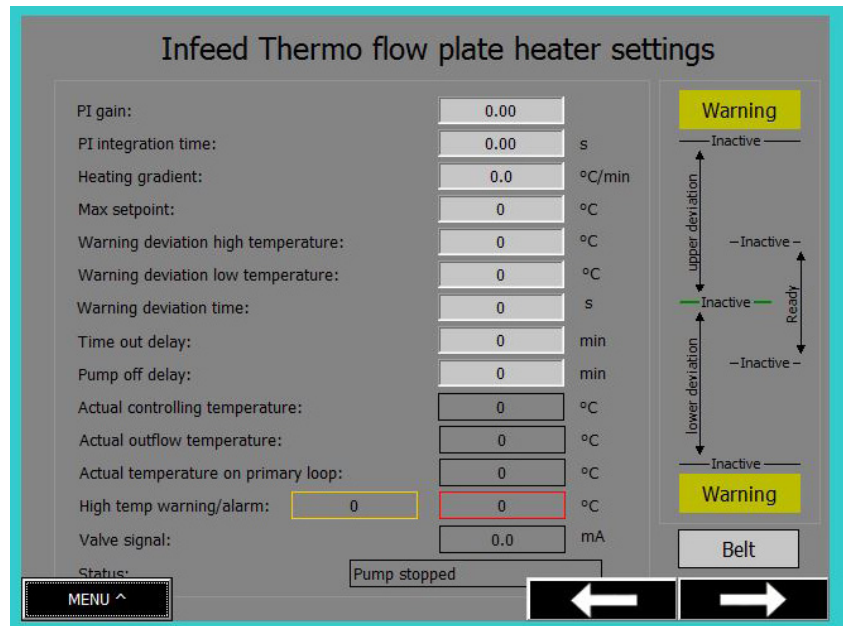 Infeed Thermo flow plate heater settings
PI gain: 0.00
PI integration time: 0.00 s
Heating gradient: 0.0 °C/min
Max setpoint: 0 °C
Warning deviation high temperature: 0 °C
Warning deviation low temperature: 0 °C
Warning deviation time: 0 s
Time out delay: 0 min
Pump off delay: 0 min
Actual controlling temperature: 0 °C
Actual outflow temperature: 0 °C
Actual temperature on primary loop: 0 °C
High temp warning/alarm: 0 0 °C
Valve signal: 0.0 mA
Status: Pump stopped
Warning
Inactive
upper deviation
Inactive
Inactive
Ready
Inactive
lower deviation
Inactive
Warning
Belt
MENU ^